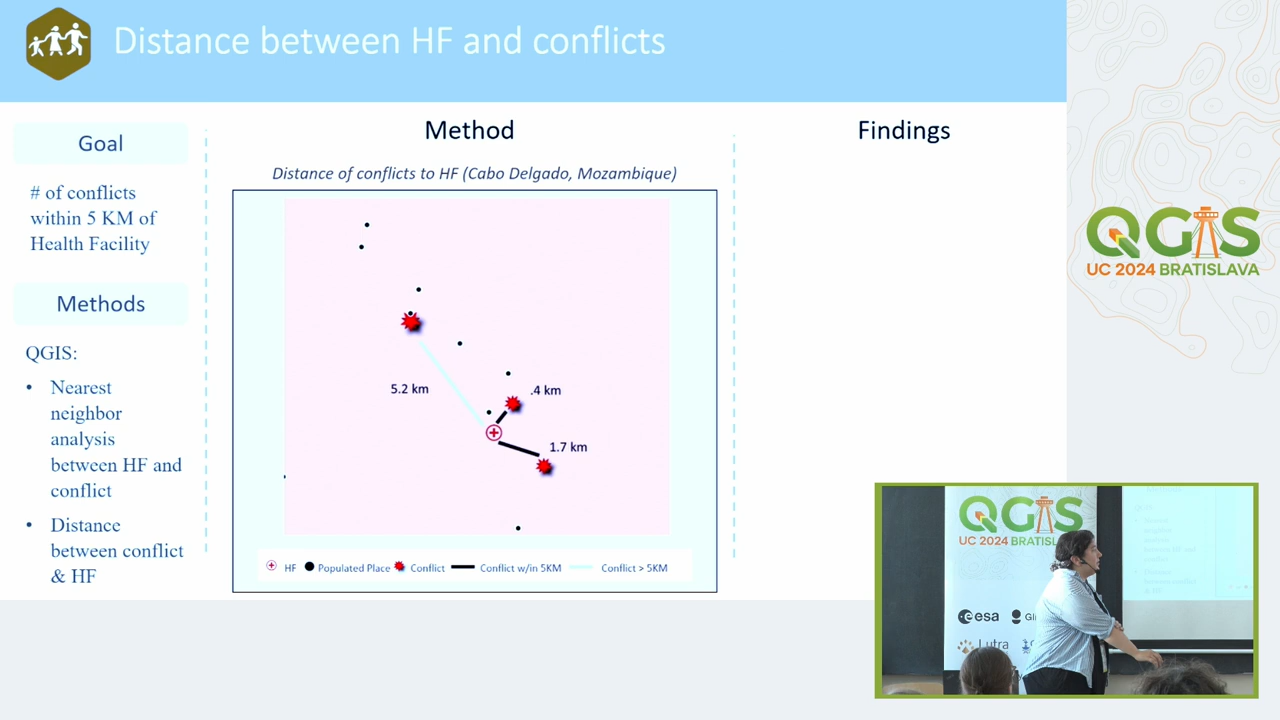 Distance between HF and conflicts
Goal
# of conflicts
within 5 KM of
Health Facility
Methods
QGIS:
• Nearest
neighbor
analysis
between HF and
conflict
• Distance
between conflict
& HF
Method
Distance of conflicts to HF (Cabo Delgado, Mozambique)
5.2 km
.4 km
1.7 km
HF
Populated Place
Conflict
Conflict w/in 5KM
Conflict > 5KM
Findings
QGIS
UC 2024 BRATISLAVA
QGIS
UC 2024 BRATISLAVA
esa
Lutra